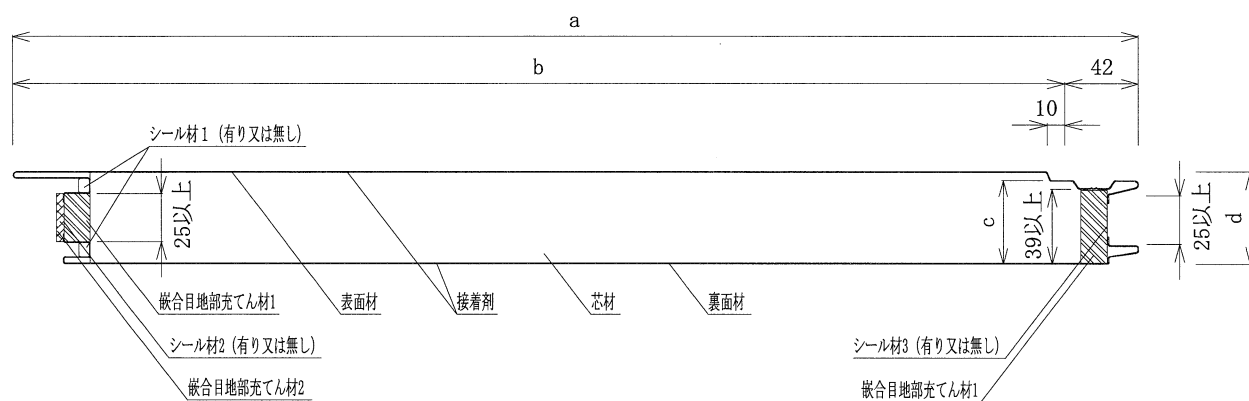 a
b
42
10
シール材1 (有り又は無し)
25以上
c
39以上
25以上
d
嵌合目地部充てん材1
表面材
接着剤
芯材
裏面材
シール材2 (有り又は無し)
シール材3 (有り又は無し)
嵌合目地部充てん材2
嵌合目地部充てん材1